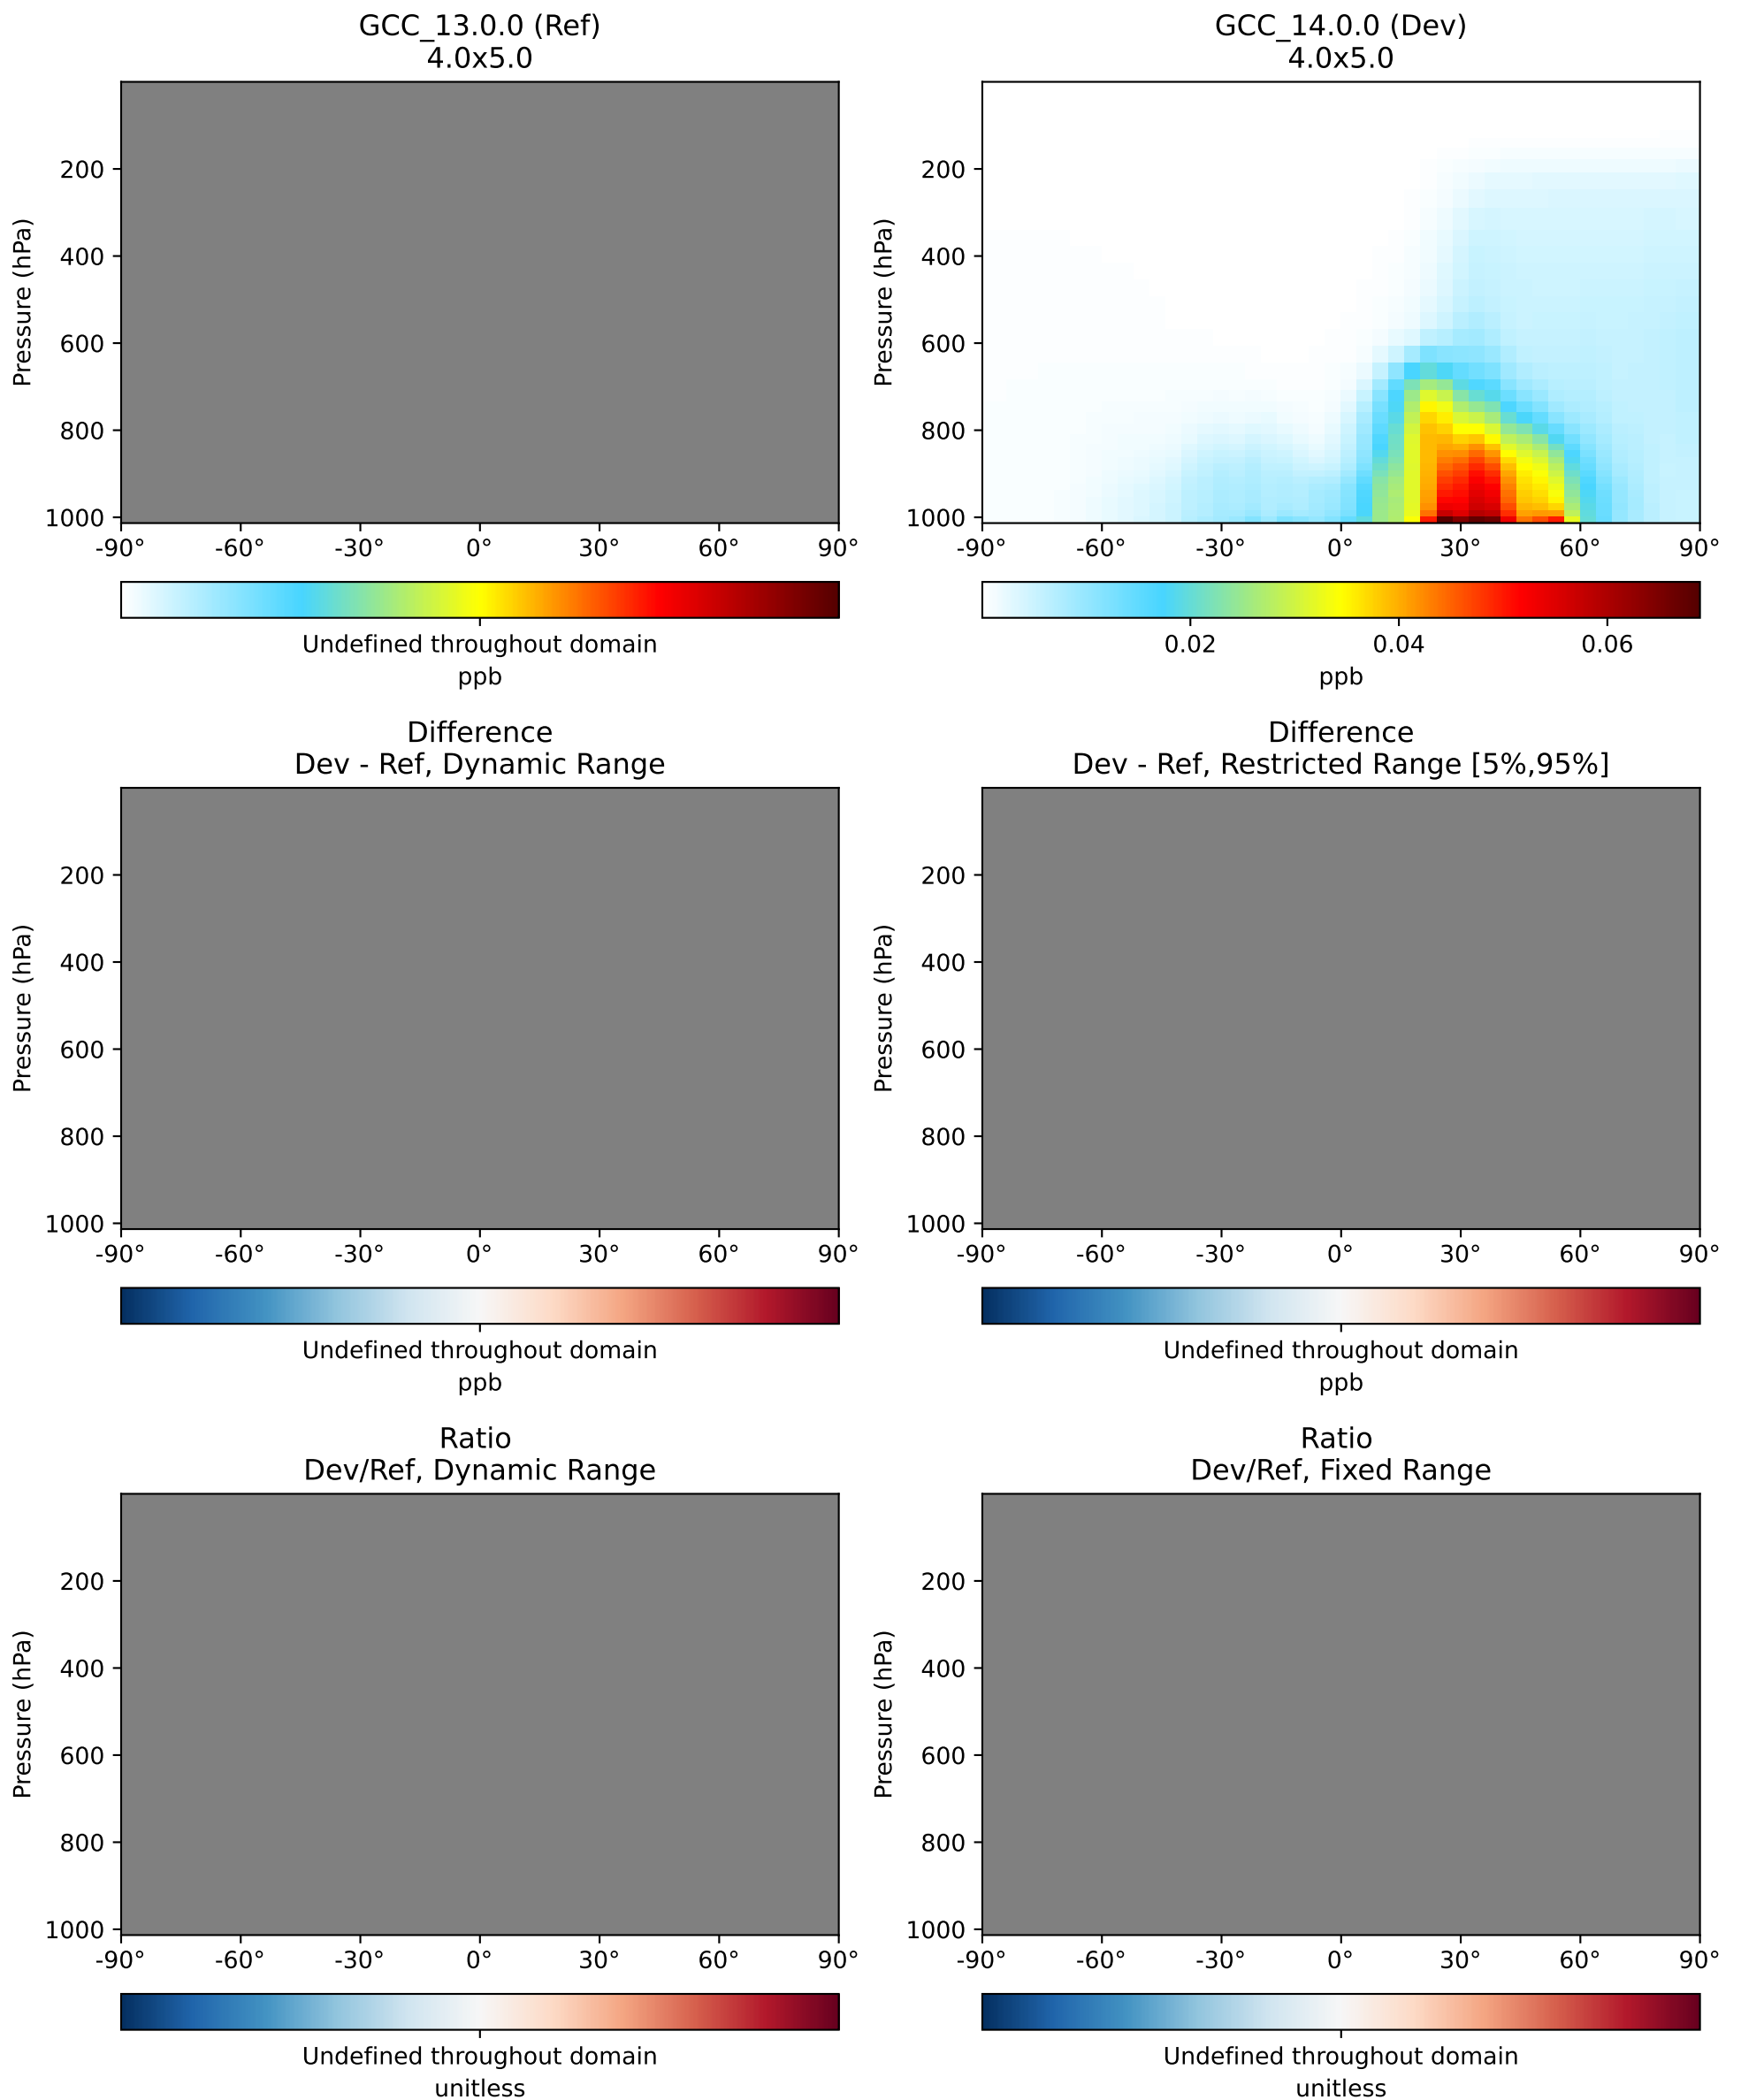 GCC_13.0.0 (Ref)
4.0x5.0
Pressure (hPa)
200
400
600
800
1000
-90° -60° -30° 0° 30° 60° 90°
Undefined throughout domain
ppb
GCC_14.0.0 (Dev)
4.0x5.0
Pressure (hPa)
200
400
600
800
1000
-90° -60° -30° 0° 30° 60° 90°
0.02 0.04 0.06
ppb
Difference
Dev - Ref, Dynamic Range
Pressure (hPa)
200
400
600
800
1000
-90° -60° -30° 0° 30° 60° 90°
Undefined throughout domain
ppb
Difference
Dev - Ref, Restricted Range [5%,95%]
Pressure (hPa)
200
400
600
800
1000
-90° -60° -30° 0° 30° 60° 90°
Undefined throughout domain
ppb
Ratio
Dev/Ref, Dynamic Range
Pressure (hPa)
200
400
600
800
1000
-90° -60° -30° 0° 30° 60° 90°
Undefined throughout domain
unitless
Ratio
Dev/Ref, Fixed Range
Pressure (hPa)
200
400
600
800
1000
-90° -60° -30° 0° 30° 60° 90°
Undefined throughout domain
unitless